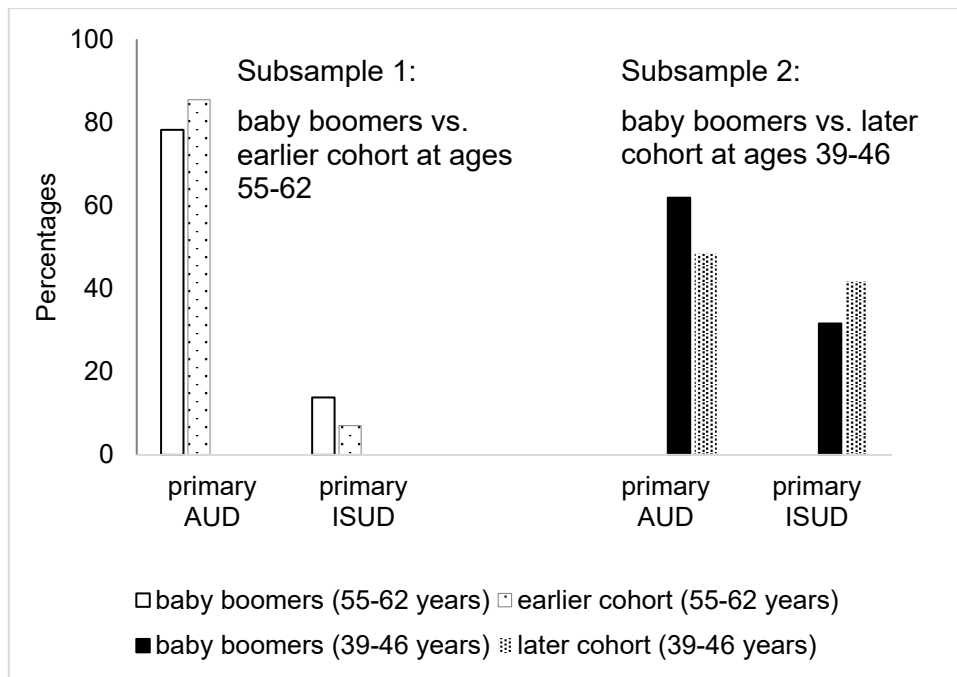 100
80
60
40
20
0
Percentages
Subsample 1:
baby boomers vs.
earlier cohort at ages
55-62
Subsample 2:
baby boomers vs. later
cohort at ages 39-46
primary
AUD
primary
ISUD
primary
AUD
primary
ISUD
baby boomers (55-62 years)
earlier cohort (55-62 years)
baby boomers (39-46 years)
later cohort (39-46 years)